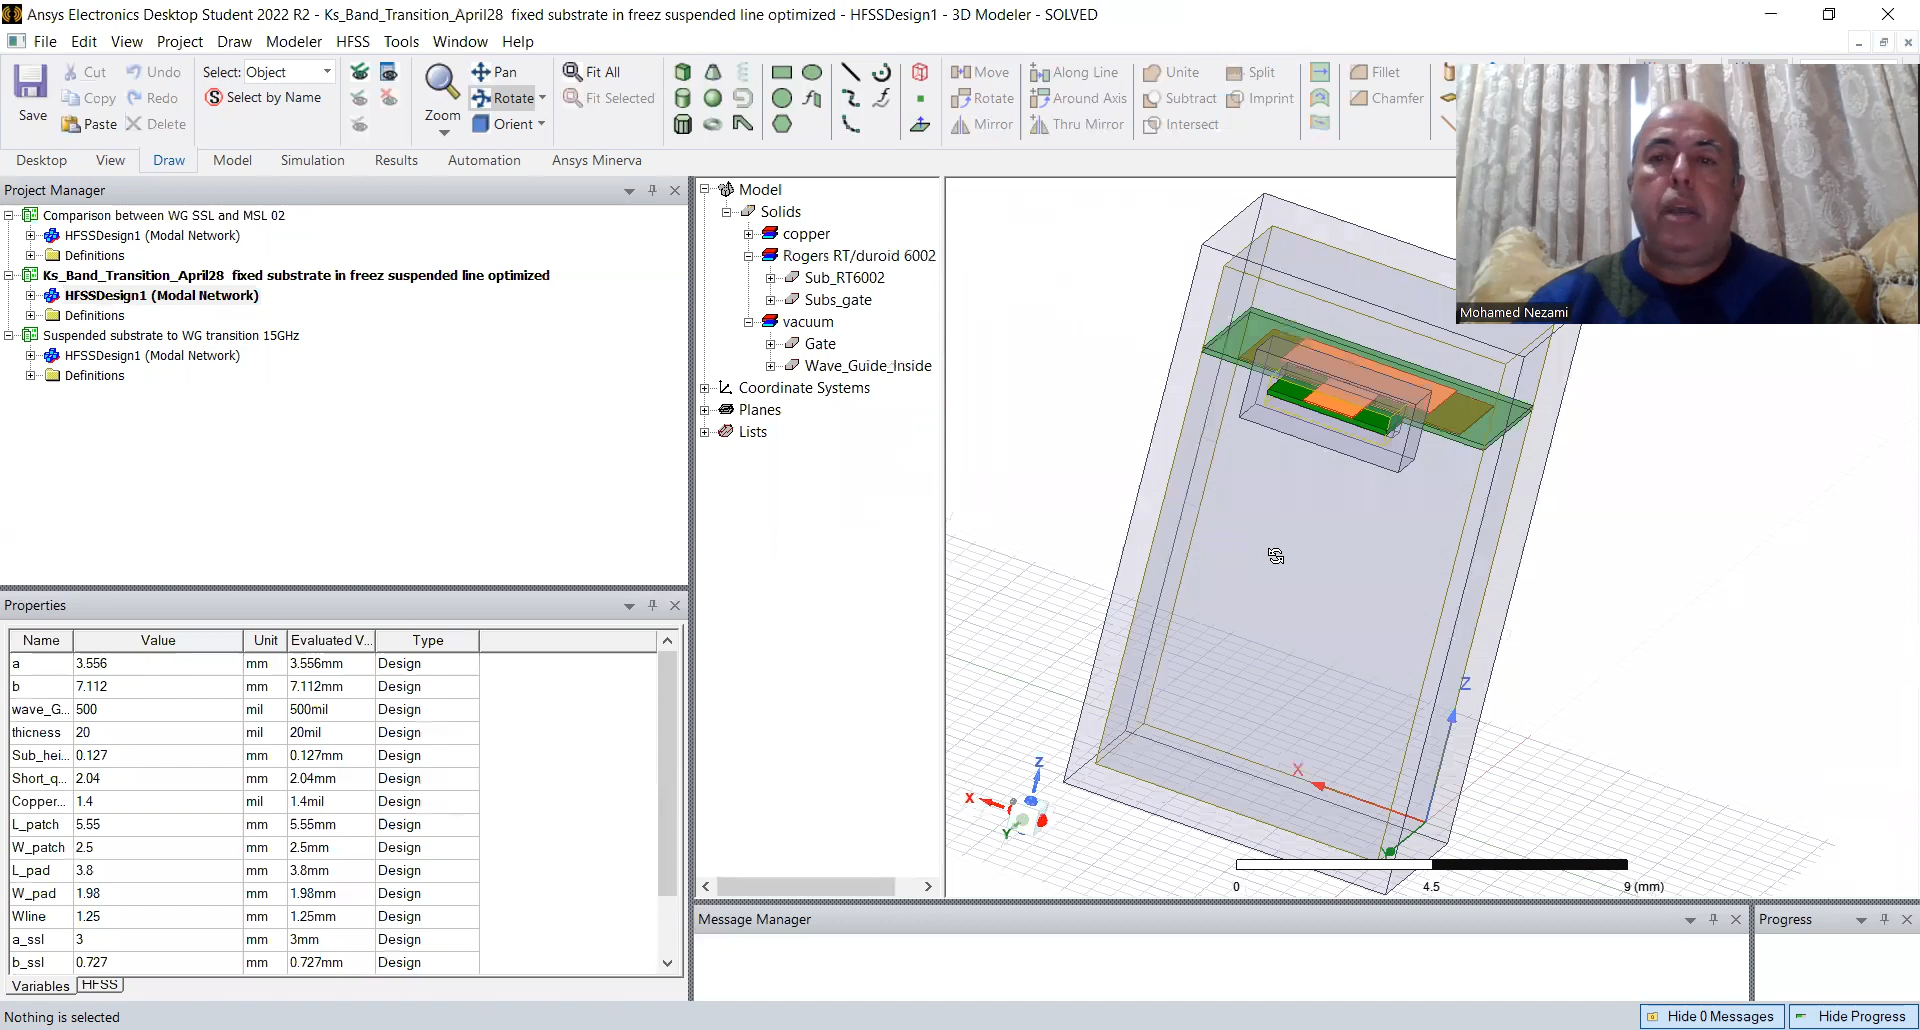 Ansys Electronics Desktop Student 2022 R2 - Ks_Band_Transition_April28 fixed substrate in freez suspended line optimized - HFSSDesign1 - 3D Modeler - SOLVED
File Edit View Project Draw Modeler HFSS Tools Window Help
Cut Undo Select: Object Pan Fit All Move Along Line Unite Split Fillet
Save Copy Redo Select by Name Zoom Rotate Fit Selected Rotate Around Axis Subtract Imprint Chamfer
Paste Delete Orient Mirror Thru Mirror Intersect
Desktop View Draw Model Simulation Results Automation Ansys Minerva
Mohamed Nezami
Project Manager
Comparison between WG SSL and MSL 02
HFSSDesign1 (Modal Network)
Definitions
Ks_Band_Transition_April28 fixed substrate in freez suspended line optimized
HFSSDesign1 (Modal Network)
Definitions
Suspended substrate to WG transition 15GHz
HFSSDesign1 (Modal Network)
Definitions
Model
Solids
copper
Rogers RT/duroid 6002
Sub_RT6002
Subs_gate
vacuum
Gate
Wave_Guide_Inside
Coordinate Systems
Planes
Lists
Properties
Name Value Unit Evaluated V... Type
a 3.556 mm 3.556mm Design
b 7.112 mm 7.112mm Design
wave_G... 500 mil 500mil Design
thicness 20 mil 20mil Design
Sub_hei... 0.127 mm 0.127mm Design
Short_q... 2.04 mm 2.04mm Design
Copper... 1.4 mil 1.4mil Design
L_patch 5.55 mm 5.55mm Design
W_patch 2.5 mm 2.5mm Design
L_pad 3.8 mm 3.8mm Design
W_pad 1.98 mm 1.98mm Design
Wline 1.25 mm 1.25mm Design
a_ssl 3 mm 3mm Design
b_ssl 0.727 mm 0.727mm Design
Variables HFSS
Z
X
Z
X
Y
0 4.5 9 (mm)
Message Manager
Progress
Nothing is selected
Hide 0 Messages
Hide Progress